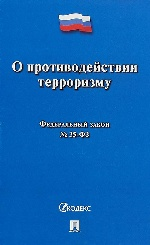 О противодействии
терроризму
Федеральный закон
№ 35-ФЗ
Кодекс